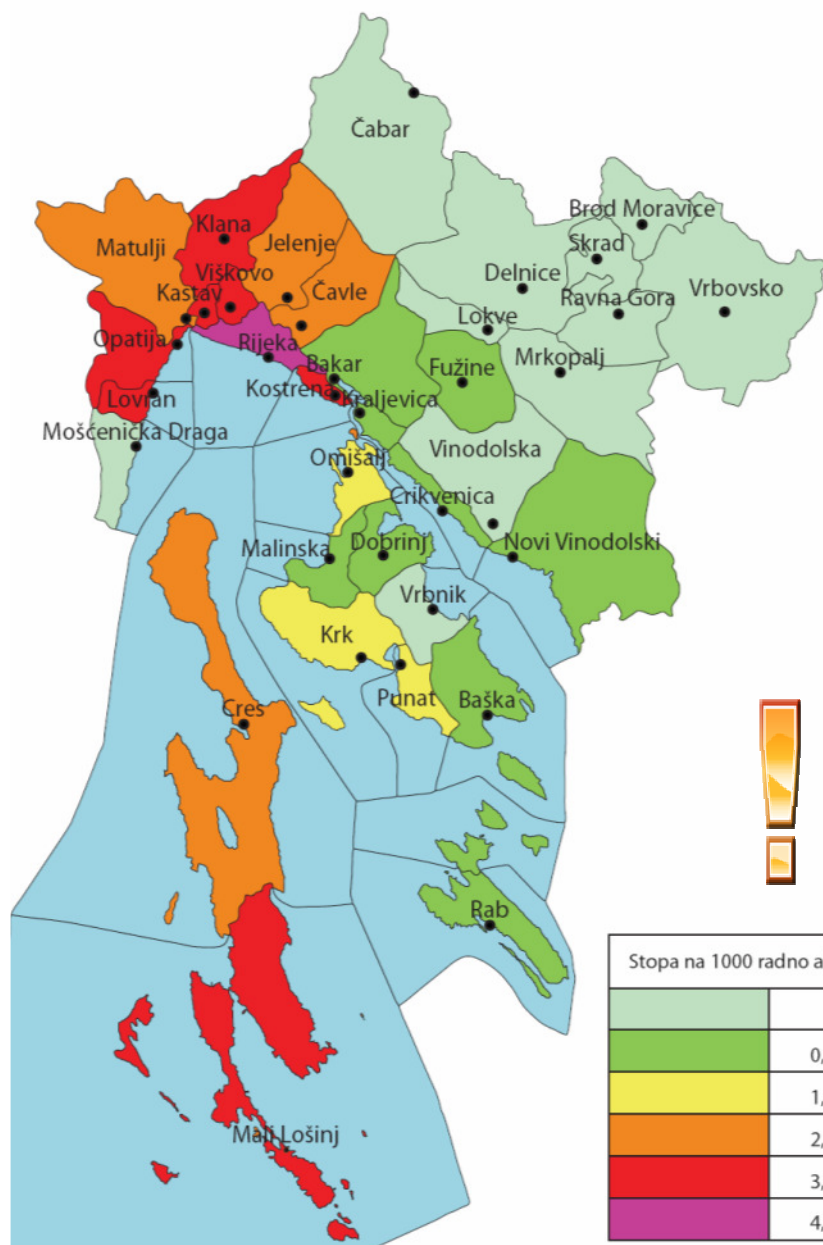 Čabar
Brod Moravice
Klana
Skrad
Matulji
Jelenje
Viškovo
Delnice
Kastav
Čavle
Ravna Gora
Vrbovsko
Lokve
Opatija
Rijeka
Bakar
Fužine
Mrkopalj
Kostrena
Kraljevica
Lovran
Mošćenička Draga
Vinodolska
Omišalj
Crikvenica
Malinska
Dobrinj
Novi Vinodolski
Vrbnik
Krk
Punat
Baška
Cres
Rab
Mali Lošinj
Stopa na 1000 radno a
0,
1,
2,
3,
4,